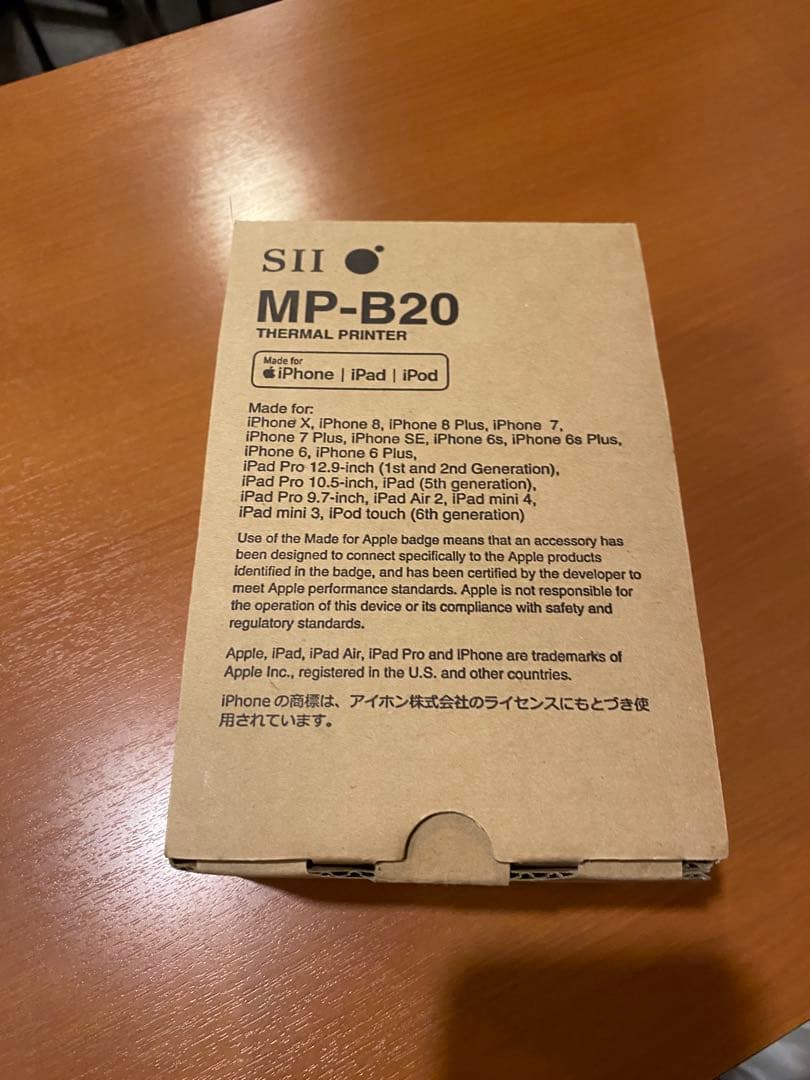 SII
MP-B20
THERMAL PRINTER
Made for
iPhone | iPad | iPod
Made for:
iPhone X, iPhone 8, iPhone 8 Plus, iPhone 7,
iPhone 7 Plus, iPhone SE, iPhone 6s, iPhone 6s Plus,
iPhone 6, iPhone 6 Plus,
iPad Pro 12.9-inch (1st and 2nd Generation),
iPad Pro 10.5-inch, iPad (5th generation),
iPad Pro 9.7-inch, iPad Air 2, iPad mini 4,
iPad mini 3, iPod touch (6th generation)
Use of the Made for Apple badge means that an accessory has
been designed to connect specifically to the Apple products
identified in the badge, and has been certified by the developer to
meet Apple performance standards. Apple is not responsible for
the operation of this device or its compliance with safety and
regulatory standards.
Apple, iPad, iPad Air, iPad Pro and iPhone are trademarks of
Apple Inc., registered in the U.S. and other countries.
iPhone の商標は、アイホン株式会社のライセンスにもとづき使
用されています。